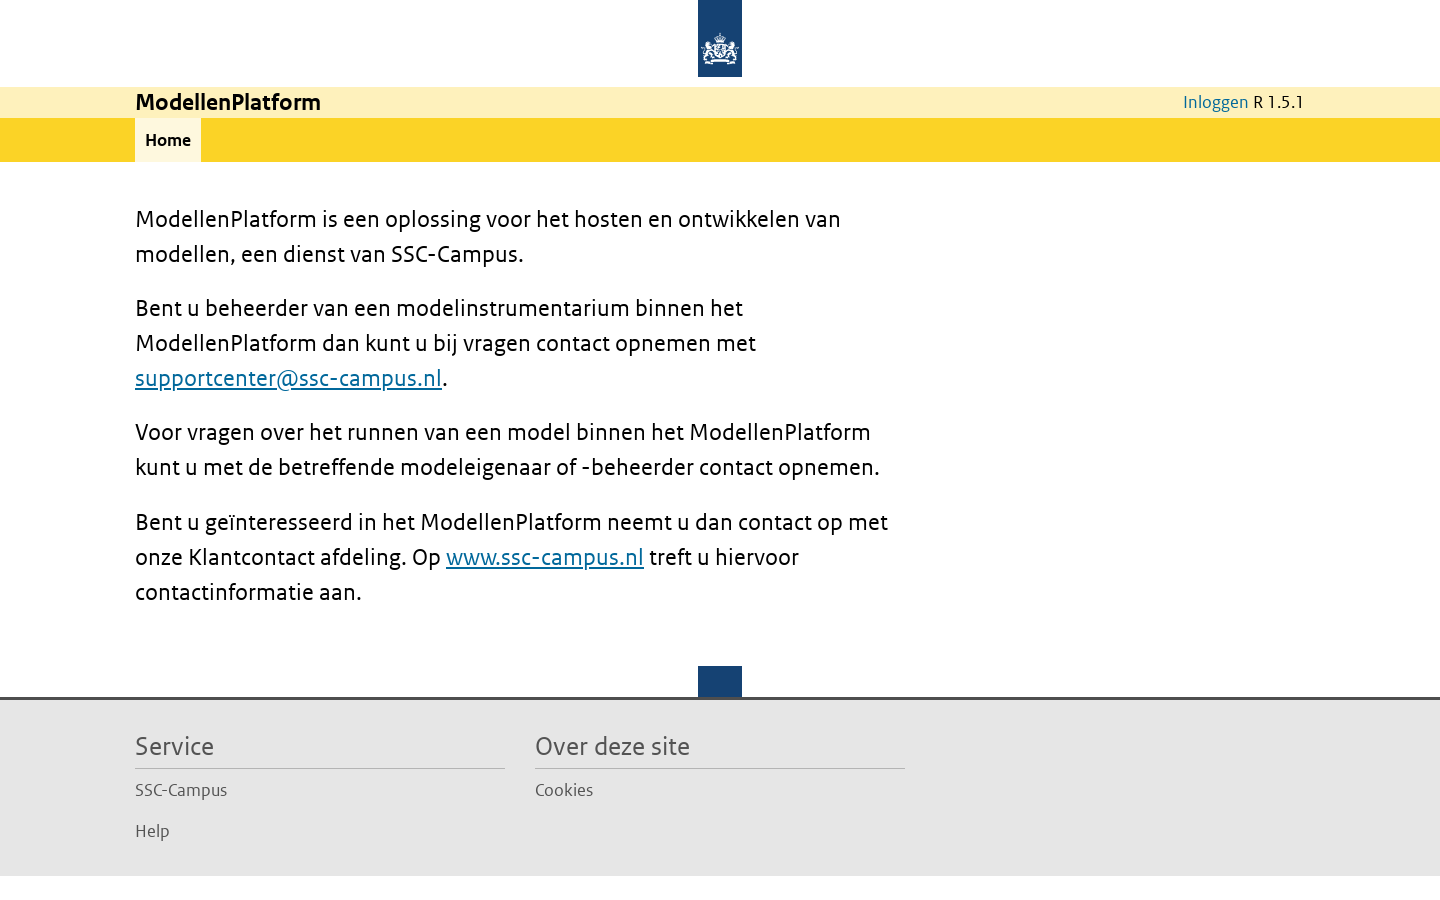 ModellenPlatform
Inloggen R 1.5.1
Home
ModellenPlatform is een oplossing voor het hosten en ontwikkelen van
modellen, een dienst van SSC-Campus.
Bent u beheerder van een modelinstrumentarium binnen het
ModellenPlatform dan kunt u bij vragen contact opnemen met
supportcenter@ssc-campus.nl.
Voor vragen over het runnen van een model binnen het ModellenPlatform
kunt u met de betreffende modeleigenaar of -beheerder contact opnemen.
Bent u geïnteresseerd in het ModellenPlatform neemt u dan contact op met
onze Klantcontact afdeling. Op www.ssc-campus.nl treft u hiervoor
contactinformatie aan.
Service
SSC-Campus
Help
Over deze site
Cookies